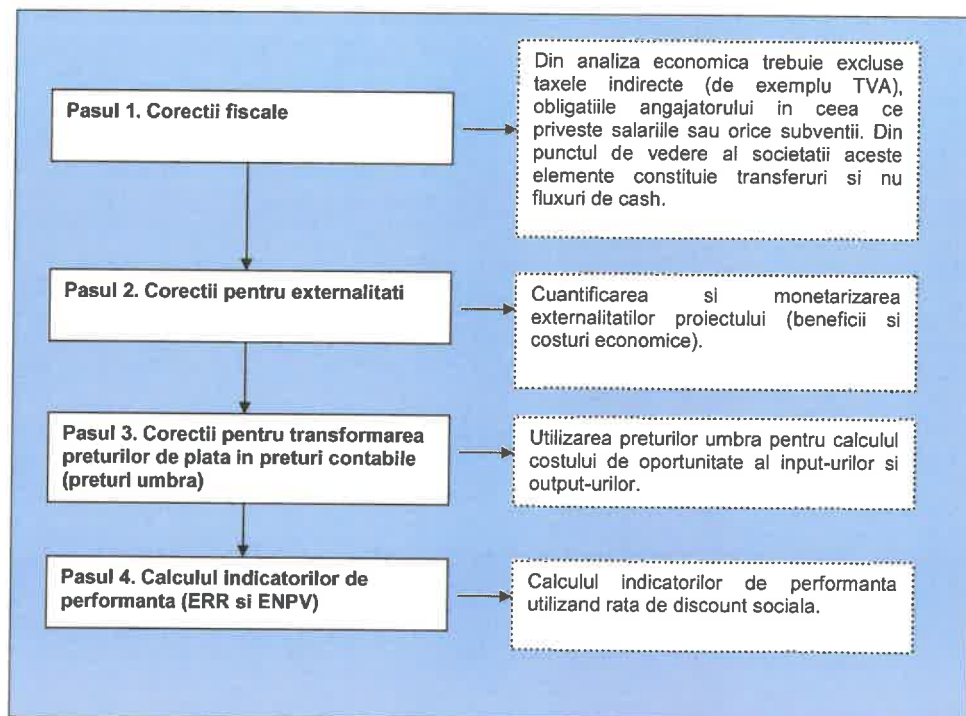 Pasul 1. Corectii fiscale
Din analiza economica trebuie excluse
taxele indirecte (de exemplu TVA),
obligatiile angajatorului in ceea ce
priveste salariile sau orice subventii. Din
punctul de vedere al societatii aceste
elemente constituie transferuri si nu
fluxuri de cash.
Pasul 2. Corectii pentru externalitati
Cuantificarea si monetarizarea
externalitatilor proiectului (beneficii si
costuri economice).
Pasul 3. Corectii pentru transformarea
preturilor de plata in preturi contabile
(preturi umbra)
Utilizarea preturilor umbra pentru calculul
costului de oportunitate al input-urilor si
output-urilor.
Pasul 4. Calculul indicatorilor de
performanta (ERR si ENPV)
Calculul indicatorilor de performanta
utilizand rata de discount sociala.